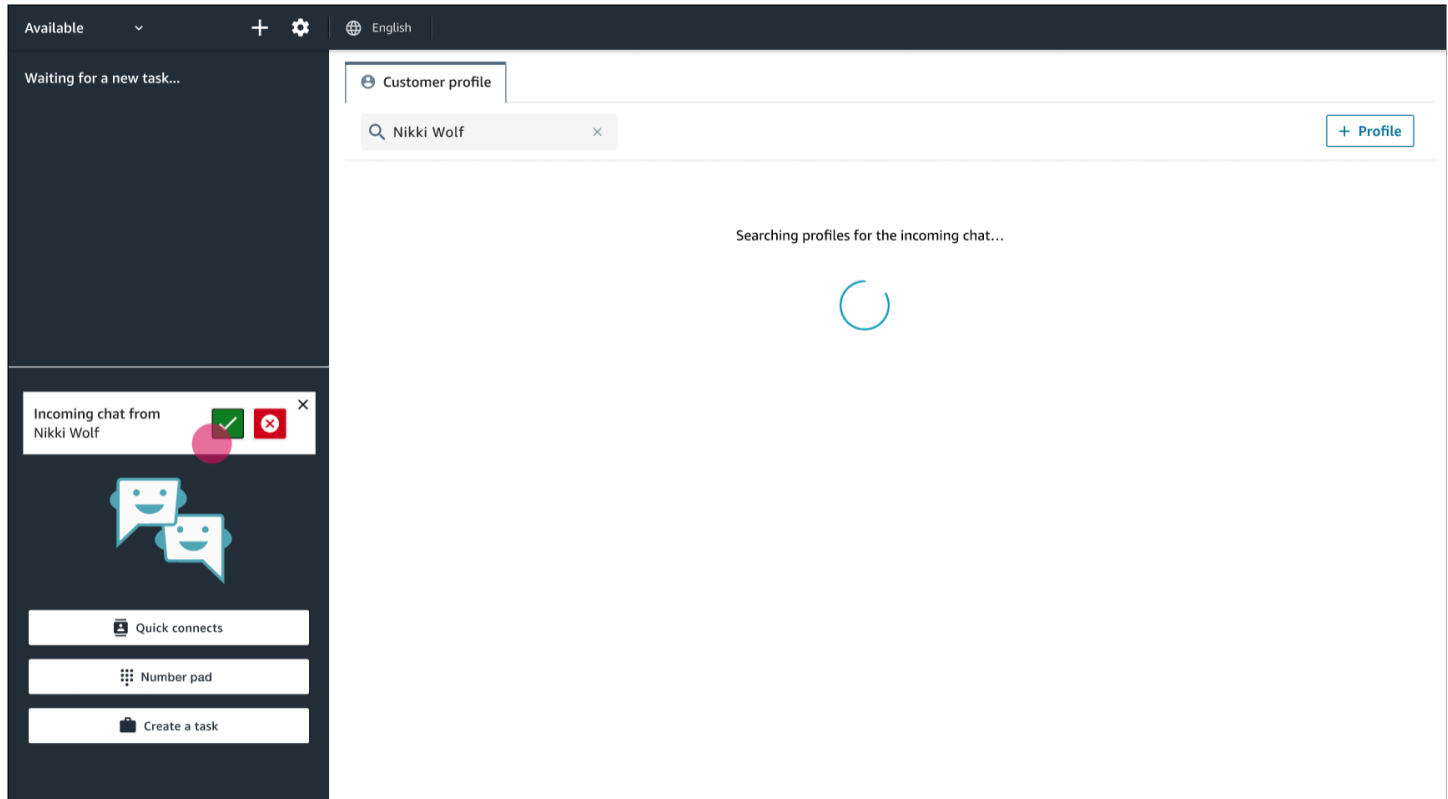 Available
English
Waiting for a new task...
Customer profile
Nikki Wolf
+ Profile
Searching profiles for the incoming chat...
Incoming chat from
Nikki Wolf
Quick connects
Number pad
Create a task